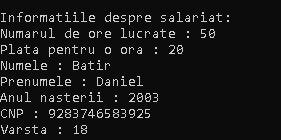 Informatiile despre salariat:
Numarul de ore lucrate : 50
Plata pentru o ora : 20
Numele : Batir
Prenumele : Daniel
Anul nasterii : 2003
CNP : 9283746583925
Varsta : 18